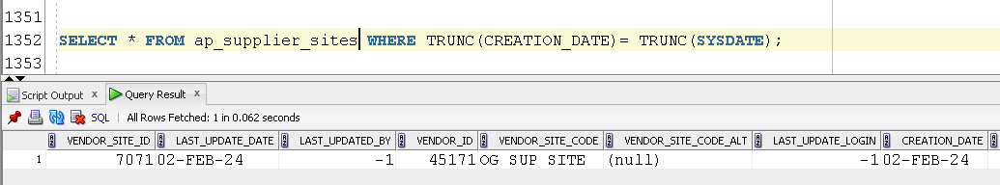 1351
1352 SELECT * FROM ap_supplier_sites WHERE TRUNC(CREATION_DATE)= TRUNC(SYSDATE);
1353
Script Output x Query Result x
SQL | All Rows Fetched: 1 in 0.062 seconds
VENDOR_SITE_ID LAST_UPDATE_DATE LAST_UPDATED_BY VENDOR_ID VENDOR_SITE_CODE VENDOR_SITE_CODE_ALT LAST_UPDATE_LOGIN CREATION_DATE
1 7071 02-FEB-24 -1 45171 OG SUP SITE (null) -1 02-FEB-24